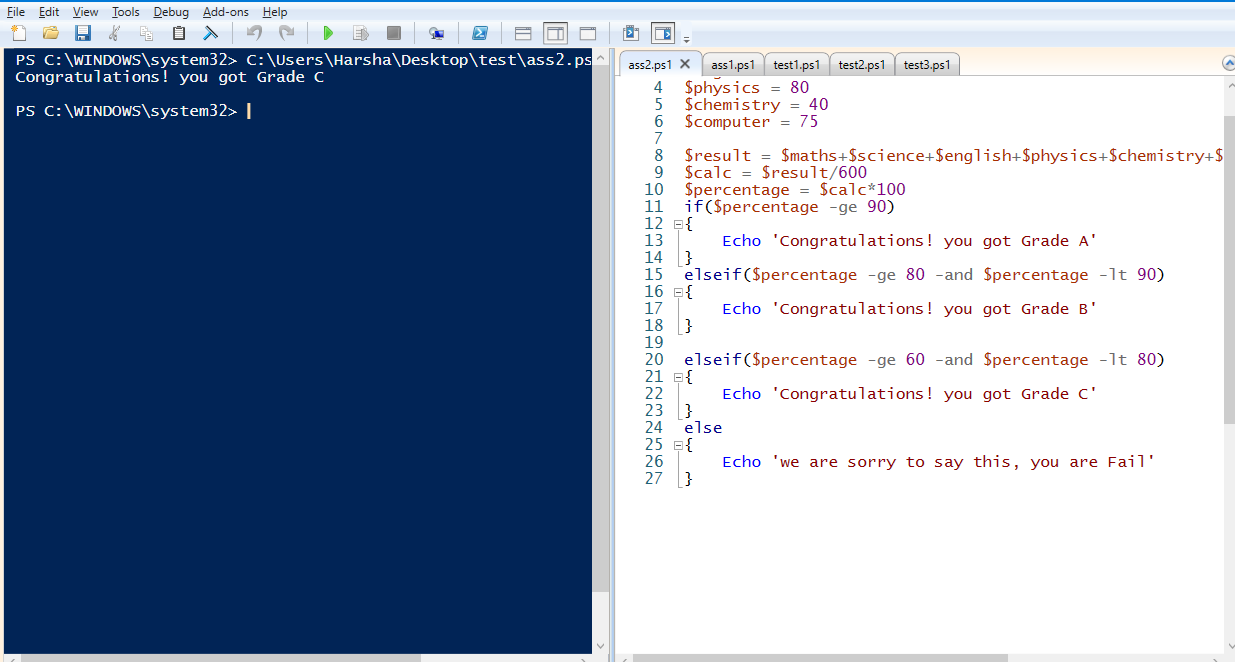 File Edit View Tools Debug Add-ons Help
PS C:\WINDOWS\system32> C:\Users\Harsha\Desktop\test\ass2.ps
Congratulations! you got Grade C
PS C:\WINDOWS\system32>
ass2.ps1 ass1.ps1 test1.ps1 test2.ps1 test3.ps1
4 $physics = 80
5 $chemistry = 40
6 $computer = 75
7
8 $result = $maths+$science+$english+$physics+$chemistry+$
9 $calc = $result/600
10 $percentage = $calc*100
11 if($percentage -ge 90)
12 {
13 Echo 'Congratulations! you got Grade A'
14 }
15 elseif($percentage -ge 80 -and $percentage -lt 90)
16 {
17 Echo 'Congratulations! you got Grade B'
18 }
19
20 elseif($percentage -ge 60 -and $percentage -lt 80)
21 {
22 Echo 'Congratulations! you got Grade C'
23 }
24 else
25 {
26 Echo 'we are sorry to say this, you are Fail'
27 }